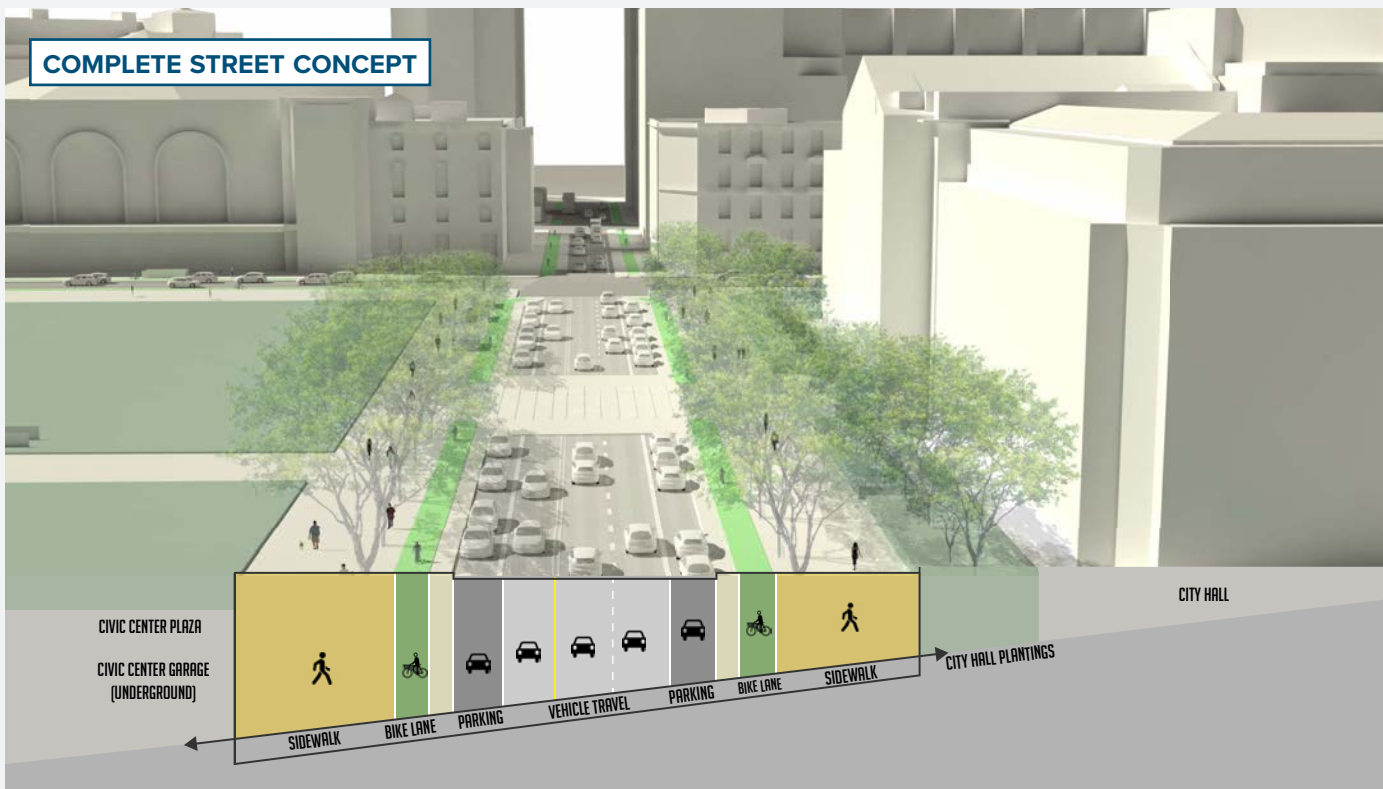 COMPLETE STREET CONCEPT
CIVIC CENTER PLAZA
CIVIC CENTER GARAGE
(UNDERGROUND)
SIDEWALK
BIKE LANE
PARKING
VEHICLE TRAVEL
PARKING
BIKE LANE
SIDEWALK
CITY HALL PLANTINGS
CITY HALL